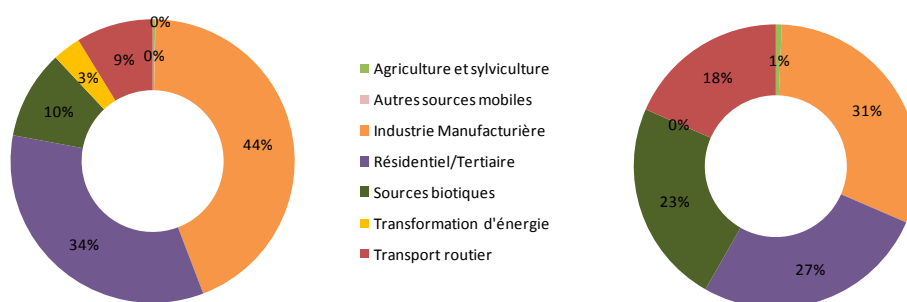 0%
0%
9%
3%
10%
44%
34%
Agriculture et sylviculture
Autres sources mobiles
Industrie Manufacturière
Résidentiel/Tertiaire
Sources biotiques
Transformation d'énergie
Transport routier
1%
18%
31%
0%
23%
27%